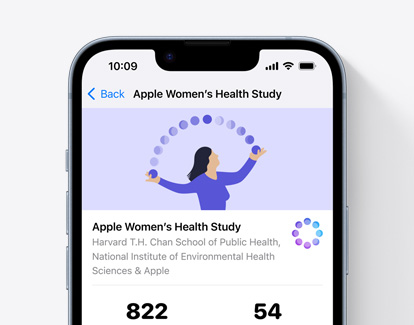 10:09
Back Apple Women's Health Study
Apple Women's Health Study
Harvard T.H. Chan School of Public Health,
National Institute of Environmental Health
Sciences & Apple
822 54